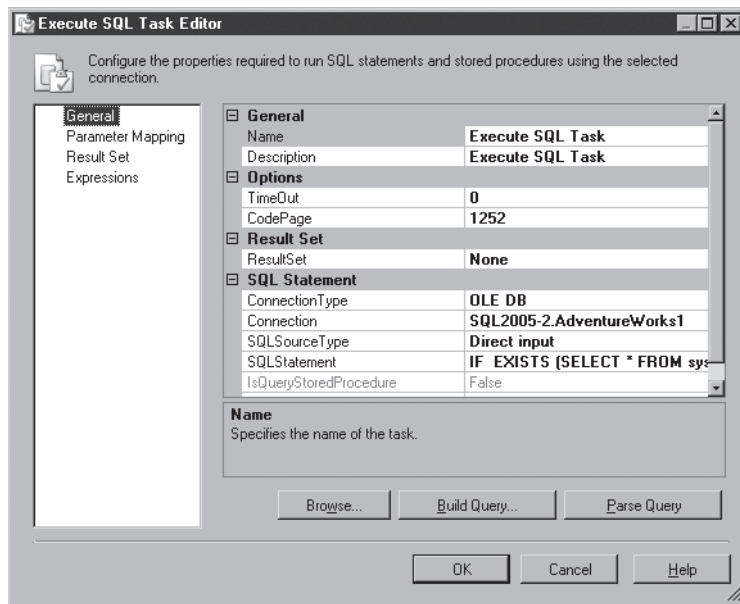 Execute SQL Task Editor
Configure the properties required to run SQL statements and stored procedures using the selected
connection.
General
Parameter Mapping
Result Set
Expressions
General
Name Execute SQL Task
Description Execute SQL Task
Options
TimeOut 0
CodePage 1252
Result Set
ResultSet None
SQL Statement
ConnectionType OLE DB
Connection SQL2005-2.AdventureWorks1
SQLSourceType Direct input
SQLStatement IF EXISTS (SELECT * FROM sys
IsQueryStoredProcedure False
Name
Specifies the name of the task.
Browse... Build Query... Parse Query
OK Cancel Help